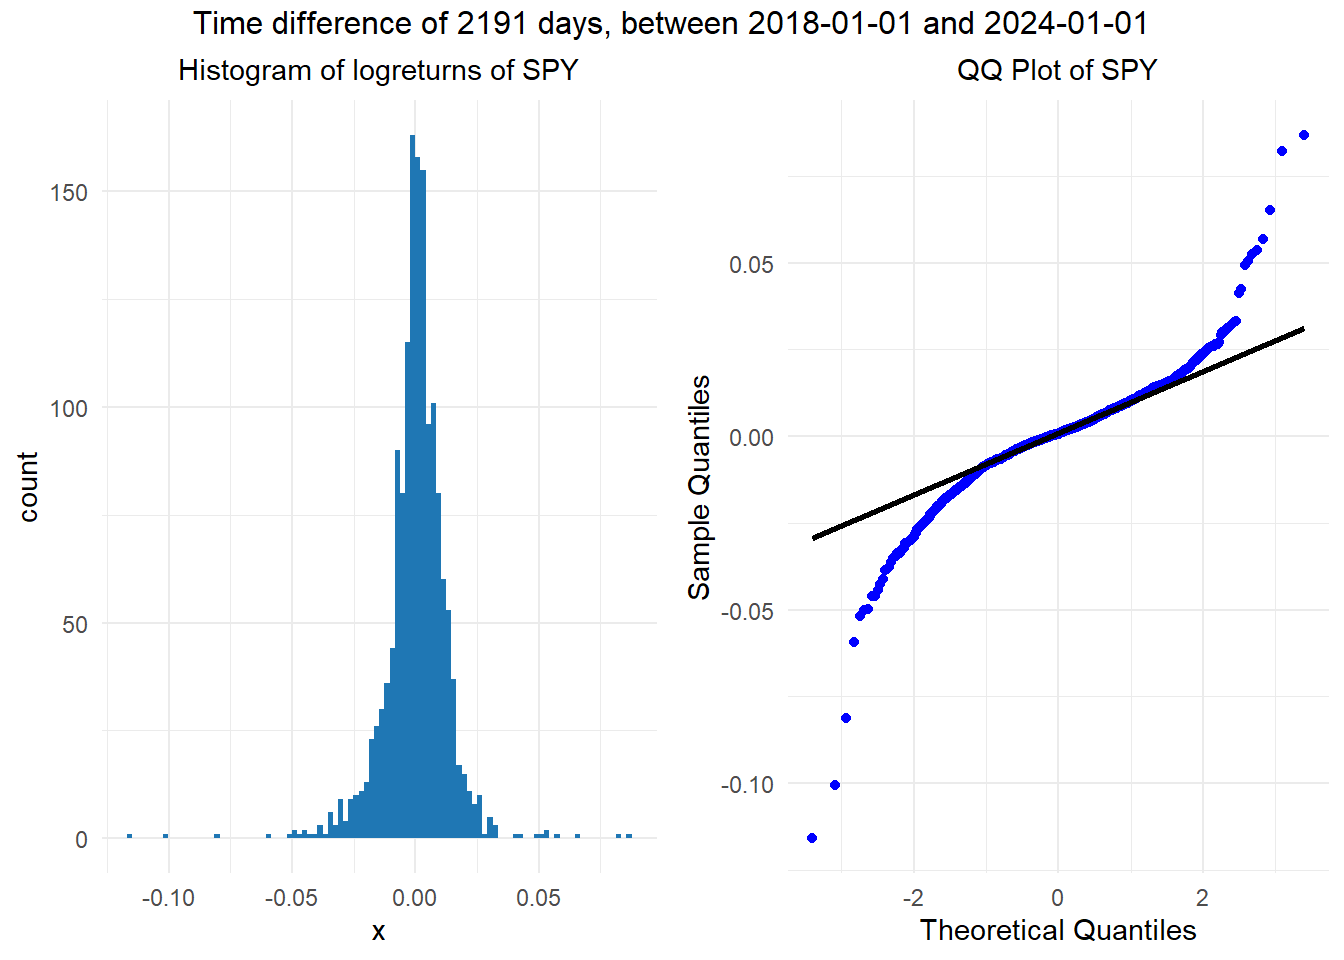 Time difference of 2191 days, between 2018-01-01 and 2024-01-01
Histogram of logreturns of SPY
150
100
50
0
count
-0.10
-0.05
0.00
0.05
x
QQ Plot of SPY
0.05
0.00
-0.05
-0.10
Sample Quantiles
-2
0
2
Theoretical Quantiles